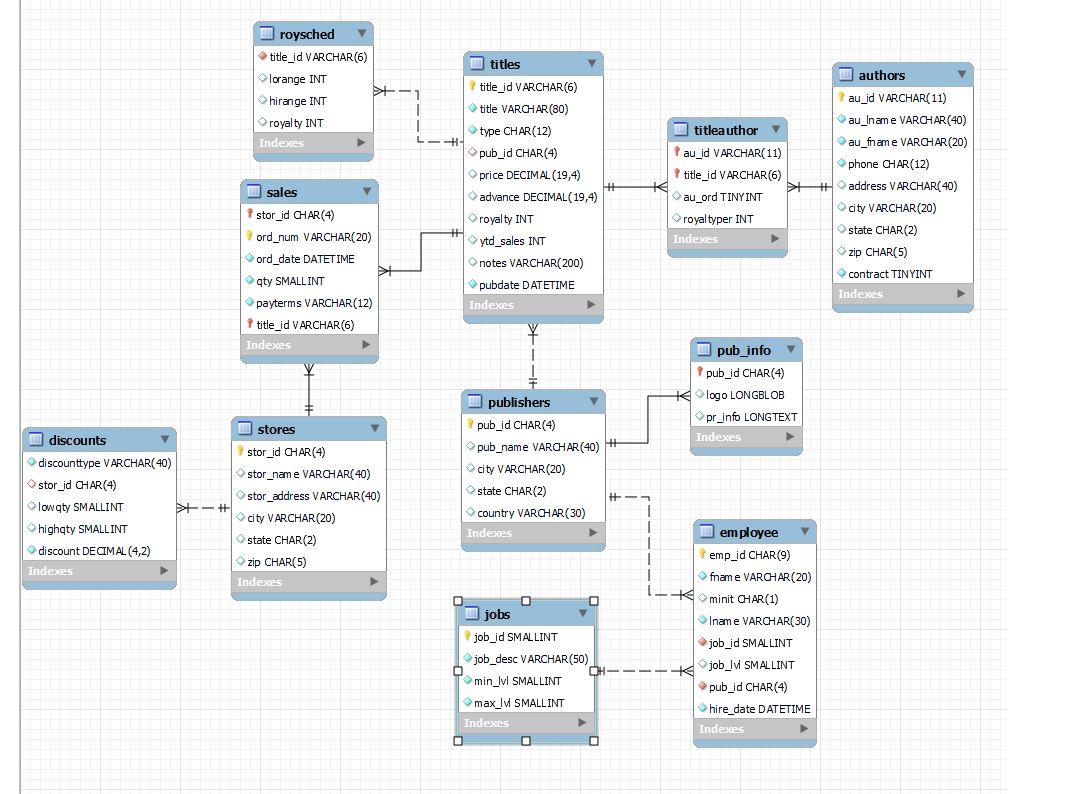 roysched
title_id VARCHAR(6)
lorange INT
hirange INT
royalty INT
Indexes
titles
title_id VARCHAR(6)
title VARCHAR(80)
type CHAR(12)
pub_id CHAR(4)
price DECIMAL(19,4)
advance DECIMAL(19,4)
royalty INT
ytd_sales INT
notes VARCHAR(200)
pubdate DATETIME
Indexes
authors
au_id VARCHAR(11)
au_lname VARCHAR(40)
au_fname VARCHAR(20)
phone CHAR(12)
address VARCHAR(40)
city VARCHAR(20)
state CHAR(2)
zip CHAR(5)
contract TINYINT
Indexes
titleauthor
au_id VARCHAR(11)
title_id VARCHAR(6)
au_ord TINYINT
royaltyper INT
Indexes
sales
stor_id CHAR(4)
ord_num VARCHAR(20)
ord_date DATETIME
qty SMALLINT
payterms VARCHAR(12)
title_id VARCHAR(6)
Indexes
pub_info
pub_id CHAR(4)
logo LONGBLOB
pr_info LONGTEXT
Indexes
publishers
pub_id CHAR(4)
pub_name VARCHAR(40)
city VARCHAR(20)
state CHAR(2)
country VARCHAR(30)
Indexes
stores
stor_id CHAR(4)
stor_name VARCHAR(40)
stor_address VARCHAR(40)
city VARCHAR(20)
state CHAR(2)
zip CHAR(5)
Indexes
discounts
discounttype VARCHAR(40)
stor_id CHAR(4)
lowqty SMALLINT
highqty SMALLINT
discount DECIMAL(4,2)
Indexes
employee
emp_id CHAR(9)
fname VARCHAR(20)
minit CHAR(1)
lname VARCHAR(30)
job_id SMALLINT
job_lvl SMALLINT
pub_id CHAR(4)
hire_date DATETIME
Indexes
jobs
job_id SMALLINT
job_desc VARCHAR(50)
min_lvl SMALLINT
max_lvl SMALLINT
Indexes